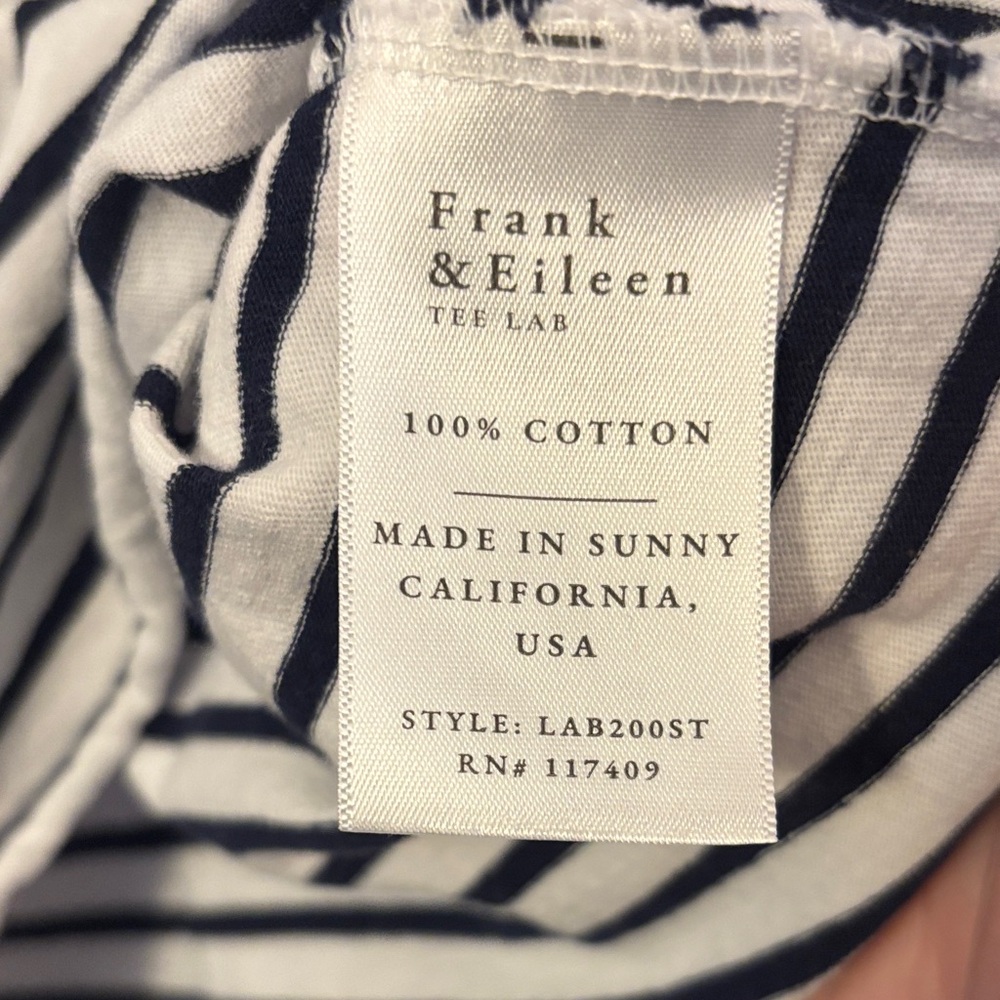 Frank
& Eileen
TEE LAB
100% COTTON
MADE IN SUNNY
CALIFORNIA,
USA
STYLE: LAB200ST
RN# 117409